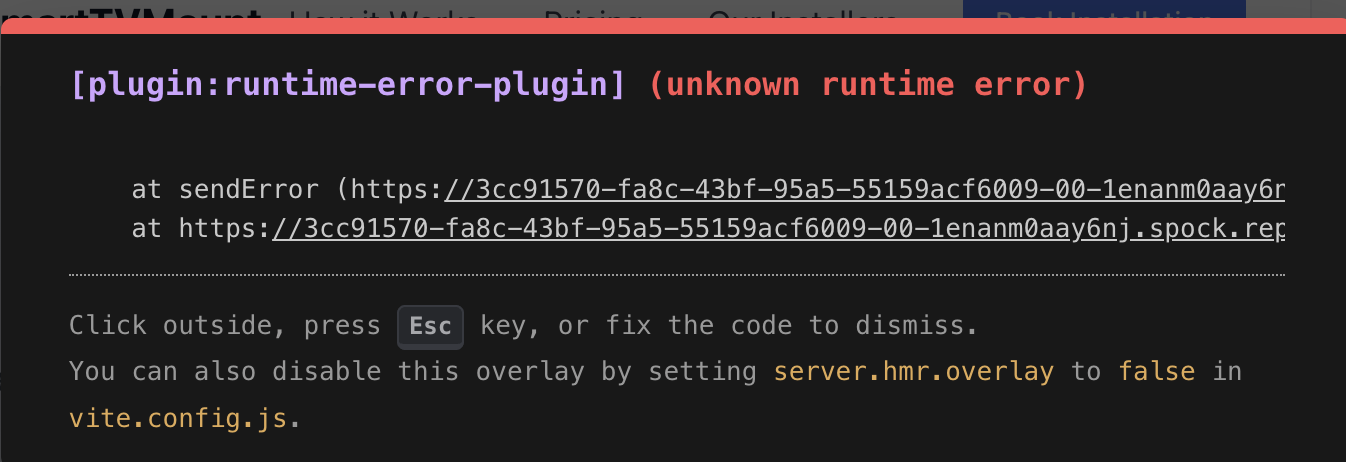 martTVMount How it Works Pricing Our Installers Book Installation
[plugin:runtime-error-plugin] (unknown runtime error)
at sendError (https://3cc91570-fa8c-43bf-95a5-55159acf6009-00-1enanm0aay6n
at https://3cc91570-fa8c-43bf-95a5-55159acf6009-00-1enanm0aay6nj.spock.rep
Click outside, press Esc key, or fix the code to dismiss.
You can also disable this overlay by setting server.hmr.overlay to false in
vite.config.js.